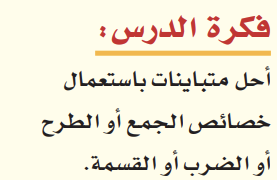 فكرة الدرس:
أحل متباينات باستعمال
خصائص الجمع أو الطرح
أو الضرب أو القسمة.